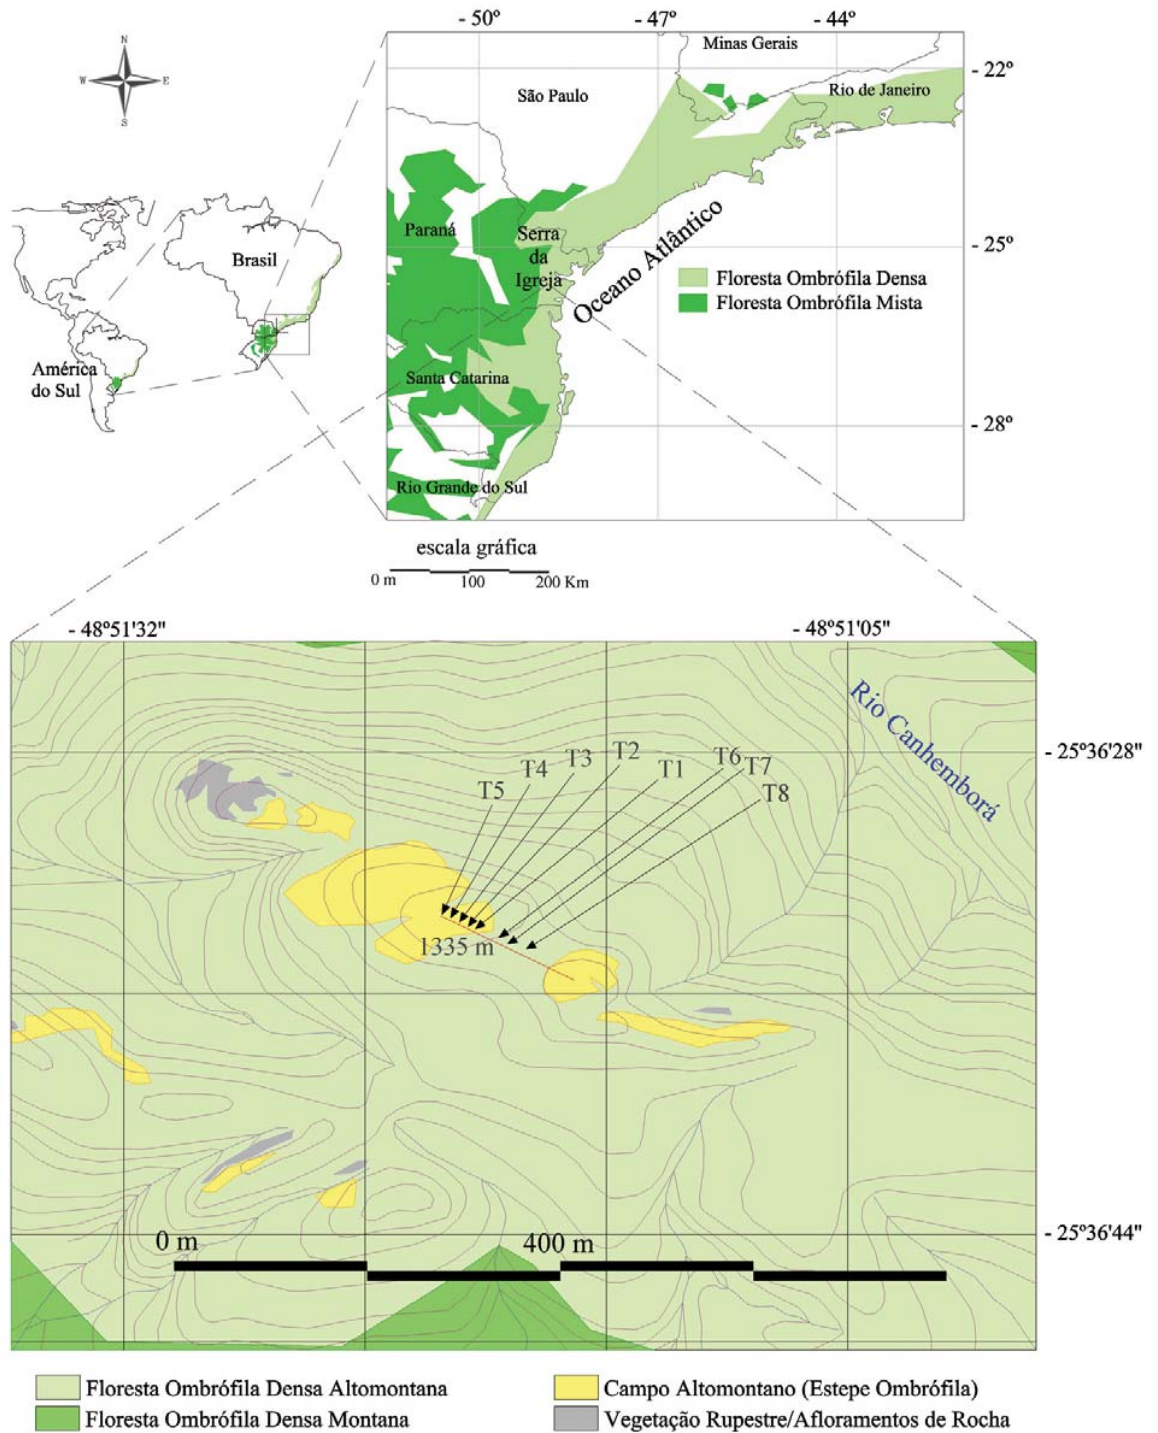 - 50º
- 47º
- 44º
N
W
E
S
Minas Gerais
- 22º
São Paulo
Rio de Janeiro
Paraná
Serra
da
Igreja
Oceano Atlântico
- 25º
Brasil
Floresta Ombrófila Densa
Floresta Ombrófila Mista
América
do Sul
Santa Catarina
- 28º
Rio Grande do Sul
escala gráfica
0 m
100
200 Km
- 48º51'32"
- 48º51'05"
Rio Canhemborá
- 25º36'28"
T5
T4
T3
T2
T1
T6
T7
T8
1335 m
- 25º36'44"
0 m
400 m
Floresta Ombrófila Densa Altomontana
Floresta Ombrófila Densa Montana
Campo Altomontano (Estepe Ombrófila)
Vegetação Rupestre/Afloramentos de Rocha